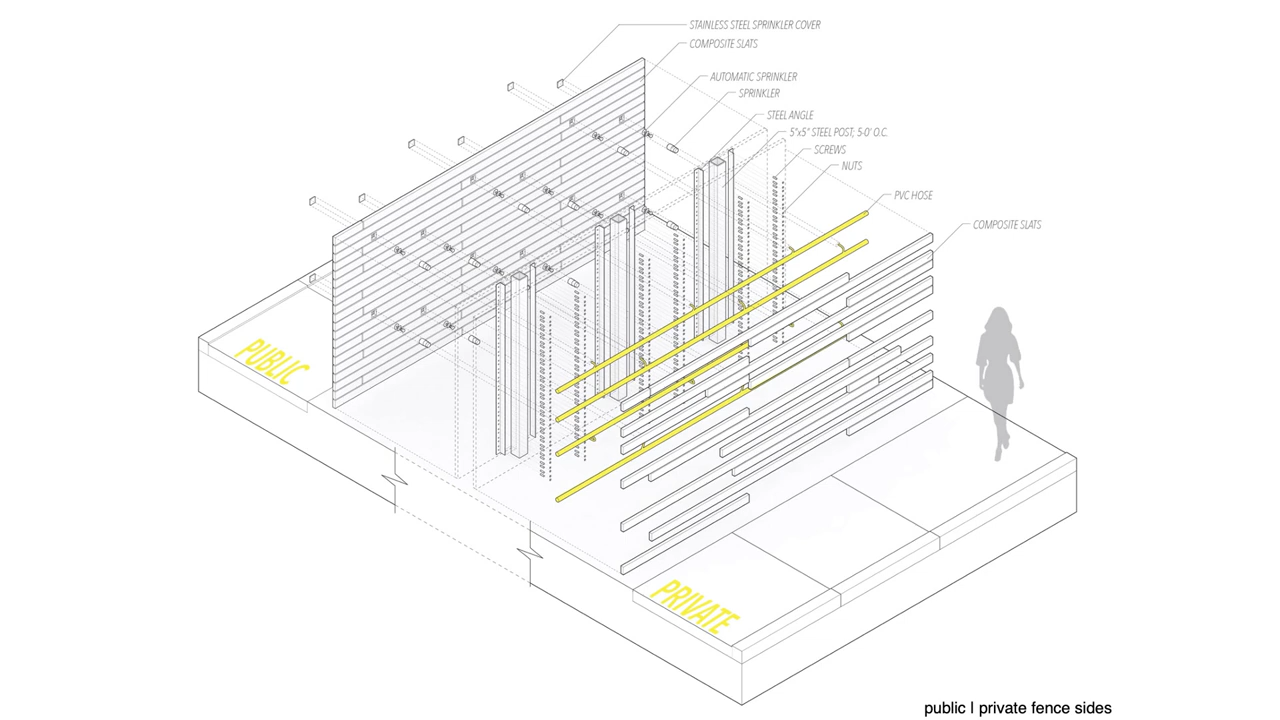 STAINLESS STEEL SPRINKLER COVER
COMPOSITE SLATS
AUTOMATIC SPRINKLER
SPRINKLER
STEEL ANGLE
5"x5" STEEL POST; 5-0' O.C.
SCREWS
NUTS
PVC HOSE
COMPOSITE SLATS
PUBLIC
PRIVATE
public | private fence sides